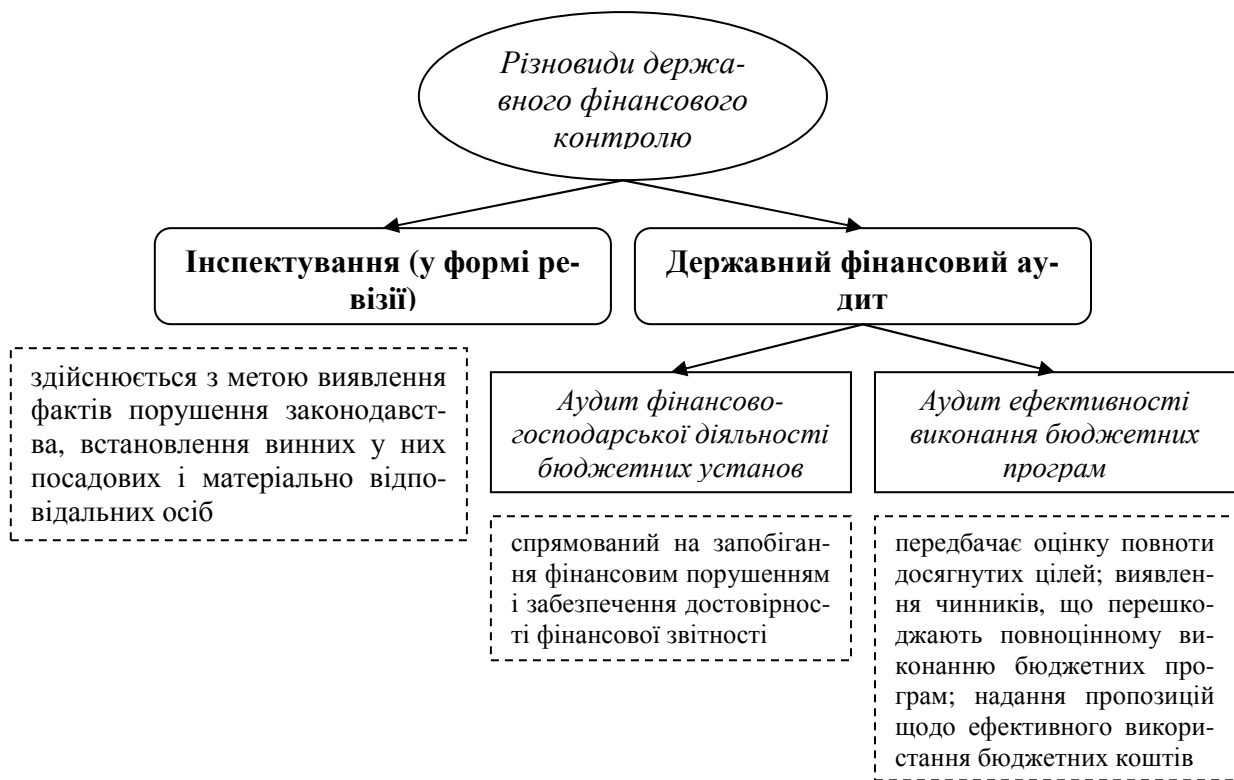 Різновиди держа-
вного фінансового
контролю
Інспектування (у формі ре-
візії)
Державний фінансовий ау-
дит
здійснюється з метою виявлення
фактів порушення законодавст-
ва, встановлення винних у них
посадових і матеріально відпо-
відальних осіб
Аудит фінансово-
господарської діяльності
бюджетних установ
Аудит ефективності
виконання бюджетних
програм
спрямований на запобіган-
ня фінансовим порушенням
і забезпечення достовірнос-
ті фінансової звітності
передбачає оцінку повноти
досягнутих цілей; виявлен-
ня чинників, що перешко-
джають повноцінному ви-
конанню бюджетних про-
грам; надання пропозицій
щодо ефективного викори-
стання бюджетних коштів